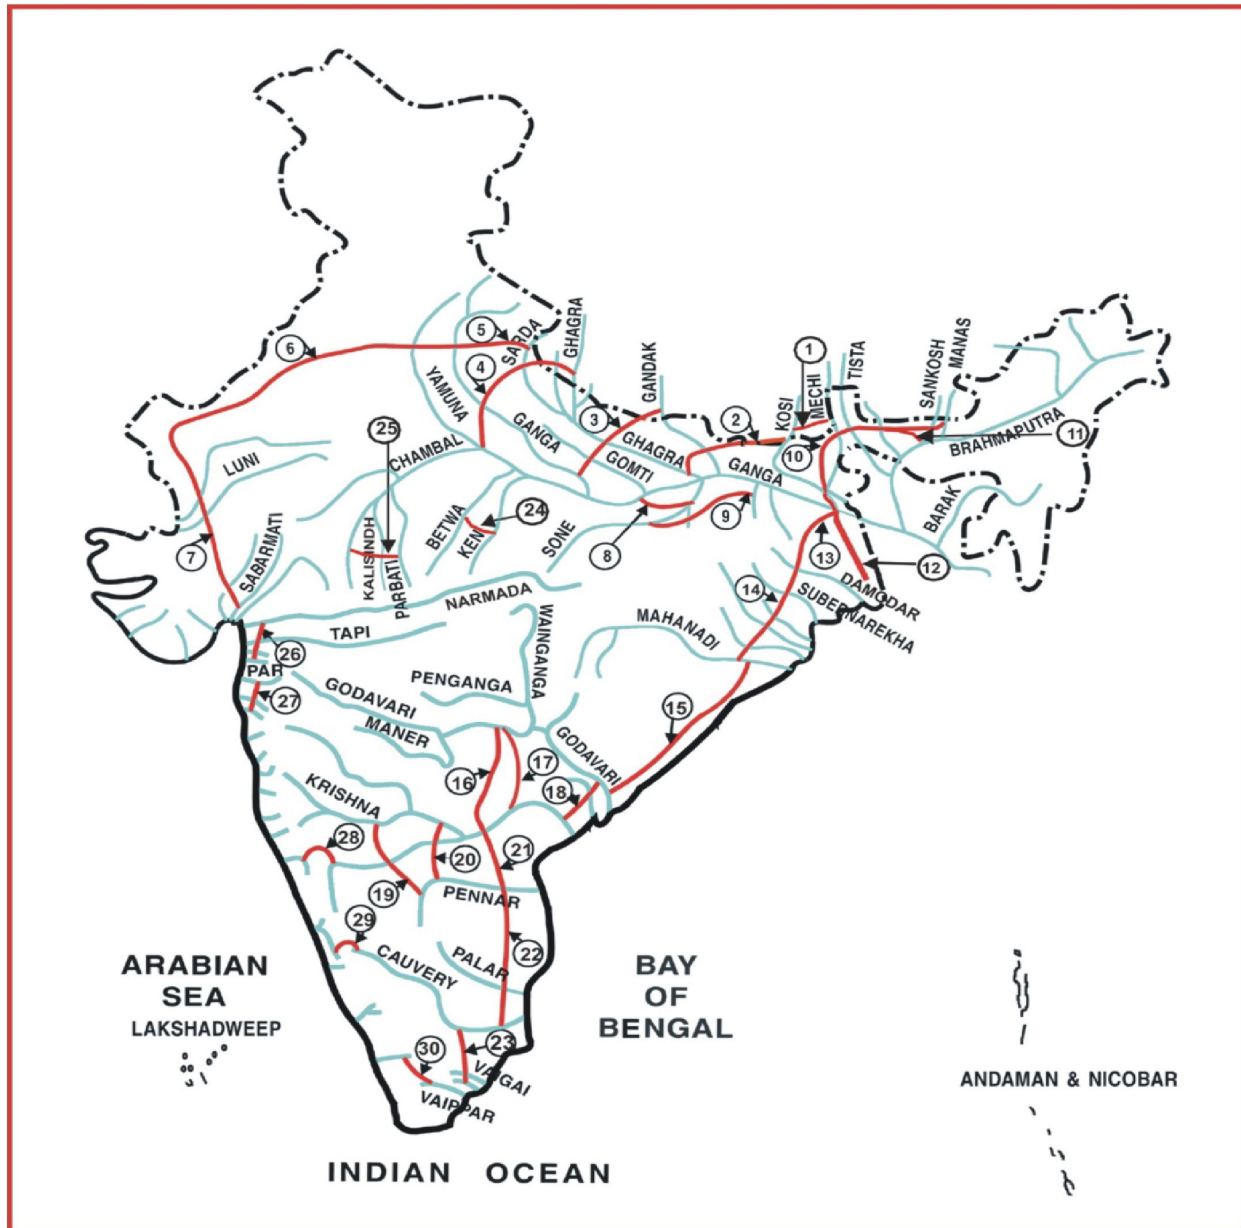 5
SARDA
GHAGRA
6
4
1
TISTA
SANKOSH
MANAS
YAMUNA
GANDAK
KOSI
MECHI
3
2
25
GANGA
GHAGRA
10
11
BRAHMAPUTRA
CHAMBAL
LUNI
GOMTI
GANGA
BARAK
7
SABARMATI
KALISINDH
PARBATI
BETWA
KEN
24
SONE
8
9
13
12
DAMODAR
SUBERNAREKHA
14
NARMADA
TAPI
WAINGANGA
MAHANADI
26
PAR
27
GODAVARI
PENGANGA
MANER
15
GODAVARI
16
17
18
KRISHNA
28
20
21
19
PENNAR
29
22
CAUVERY
PALAR
ARABIAN
SEA
LAKSHADWEEP
BAY
OF
BENGAL
30
23
VAIGAI
VAIPPAR
ANDAMAN & NICOBAR
INDIAN OCEAN